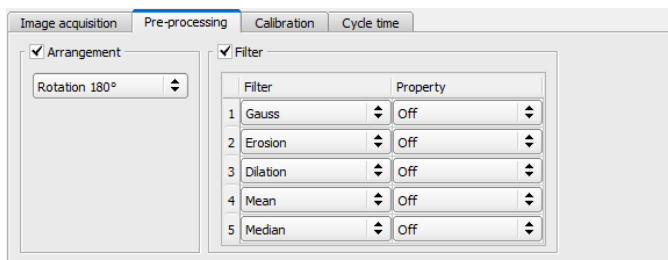 Image acquisition Pre-processing Calibration Cycle time
Arrangement Filter
Rotation 180° Filter Property
1 Gauss Off
2 Erosion Off
3 Dilation Off
4 Mean Off
5 Median Off